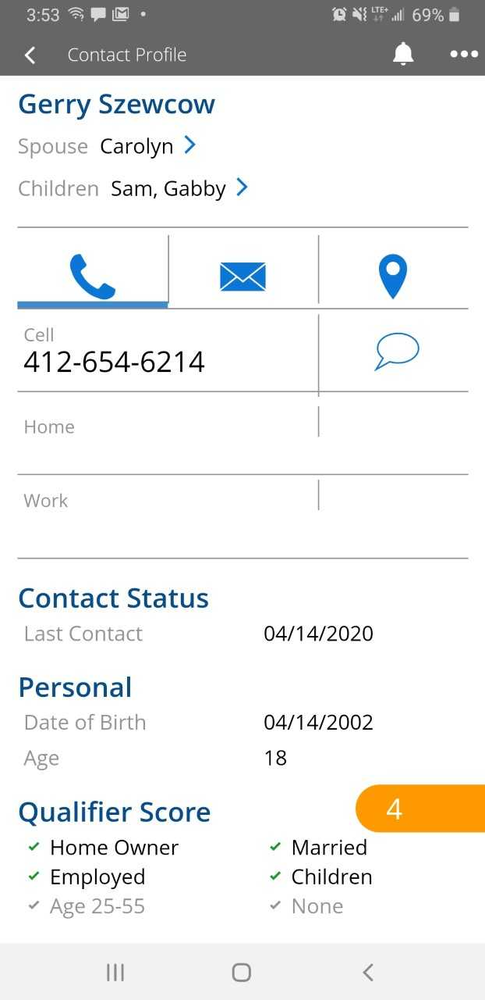 3:53 LTE+ 69%
Contact Profile
Gerry Szewcow
Spouse Carolyn
Children Sam, Gabby
Cell
412-654-6214
Home
Work
Contact Status
Last Contact 04/14/2020
Personal
Date of Birth 04/14/2002
Age 18
Qualifier Score 4
Home Owner Married
Employed Children
Age 25-55 None